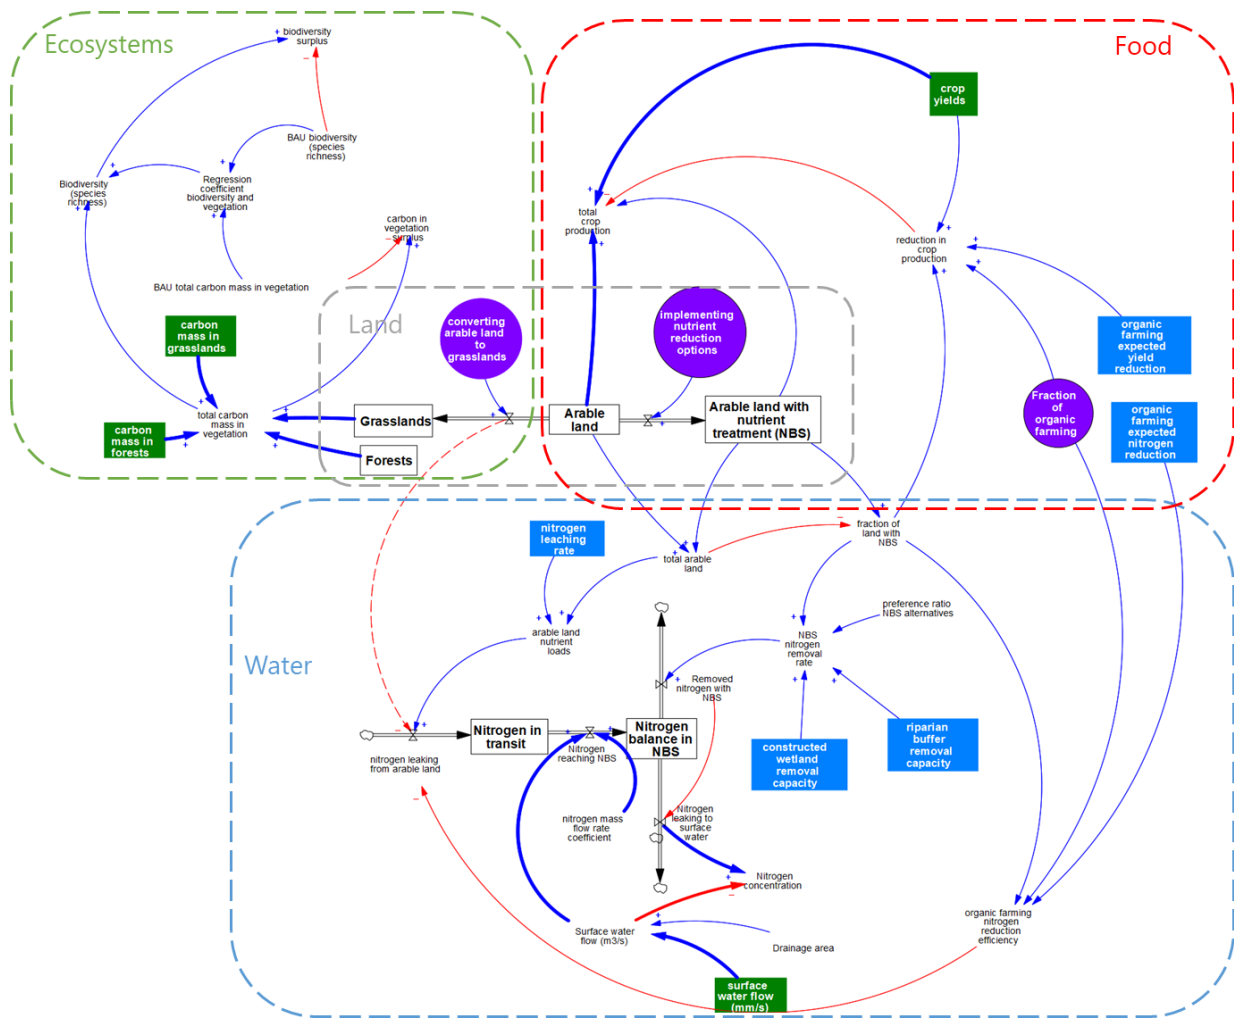 Ecosystems
+ biodiversity
surplus
–
BAU biodiversity
(species
richness)
+
+
Biodiversity
(species
richness)
+
Regression
coefficient
biodiversity and
vegetation
+
carbon in
vegetation
surplus
–
+
BAU total carbon mass in vegetation
carbon
mass in
grasslands
+
total carbon
mass in
vegetation
+
+
+
carbon
mass in
forests
Food
crop
yields
+
–
total
crop
production
+
+
+
reduction in
crop
production
+
+
+
organic
farming
expected
yield
reduction
Fraction
of organic
farming
organic
farming
expected
nitrogen
reduction
Land
converting
arable land
to
grasslands
implementing
nutrient
reduction
options
+
+
Grasslands
Arable
land
Arable land with
nutrient
treatment (NBS)
Forests
Water
nitrogen
leaching
rate
+
+
total arable
land
–
+
fraction of
land with
NBS
+
+
arable land
nutrient
loads
preference ratio
NBS alternatives
+
NBS
nitrogen
removal
rate
+
+
+
Removed
nitrogen with
NBS
–
+
nitrogen leaking
from arable land
–
Nitrogen in
transit
+
+
Nitrogen
reaching NBS
Nitrogen
balance in
NBS
constructed
wetland
removal
capacity
riparian
buffer
removal
capacity
nitrogen mass
flow rate
coefficient
–
Nitrogen
leaking to
surface
water
+
Nitrogen
concentration
–
+
Surface water
flow (m3/s)
+
Drainage area
surface
water flow
(mm/s)
+
+
+
organic farming
nitrogen
reduction
efficiency